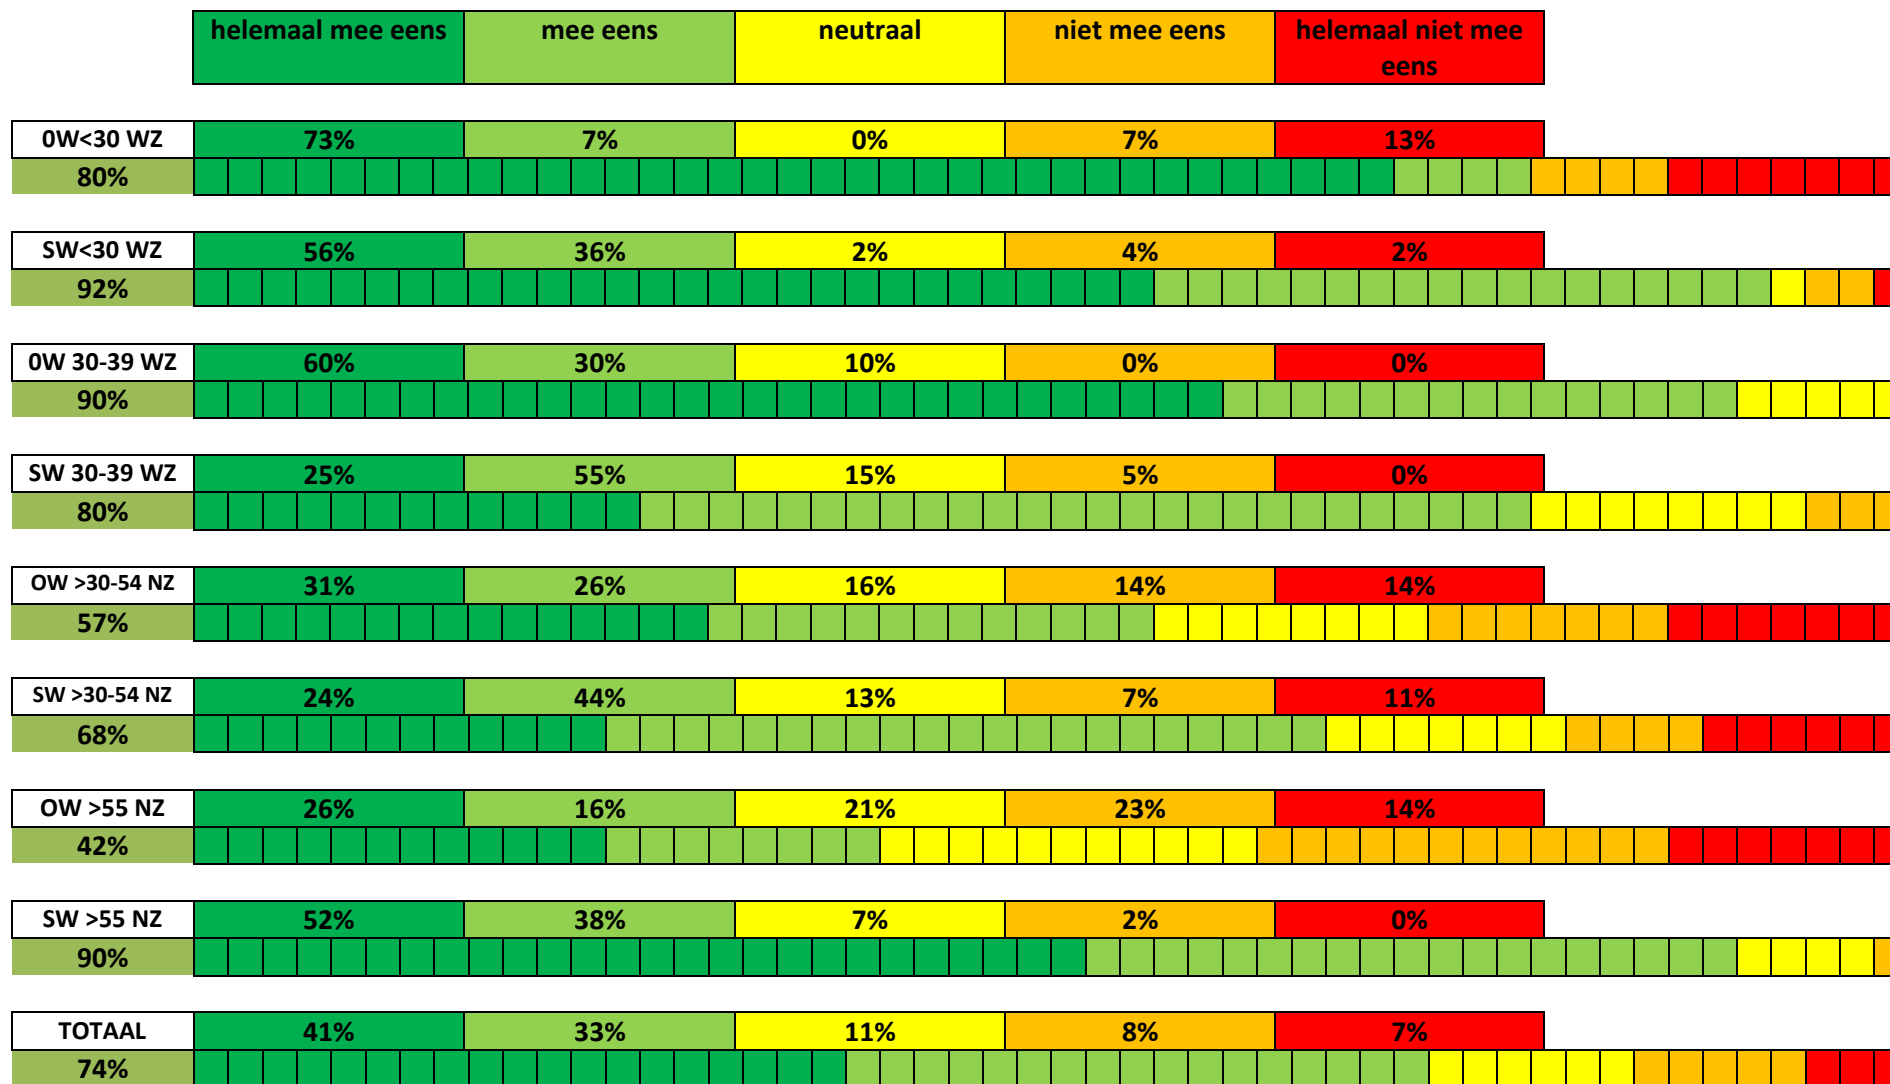 helemaal mee eens mee eens neutraal niet mee eens helemaal niet mee
eens
0W<30 WZ 73% 7% 0% 7% 13%
80%
SW<30 WZ 56% 36% 2% 4% 2%
92%
0W 30-39 WZ 60% 30% 10% 0% 0%
90%
SW 30-39 WZ 25% 55% 15% 5% 0%
80%
OW >30-54 NZ 31% 26% 16% 14% 14%
57%
SW >30-54 NZ 24% 44% 13% 7% 11%
68%
OW >55 NZ 26% 16% 21% 23% 14%
42%
SW >55 NZ 52% 38% 7% 2% 0%
90%
TOTAAL 41% 33% 11% 8% 7%
74%